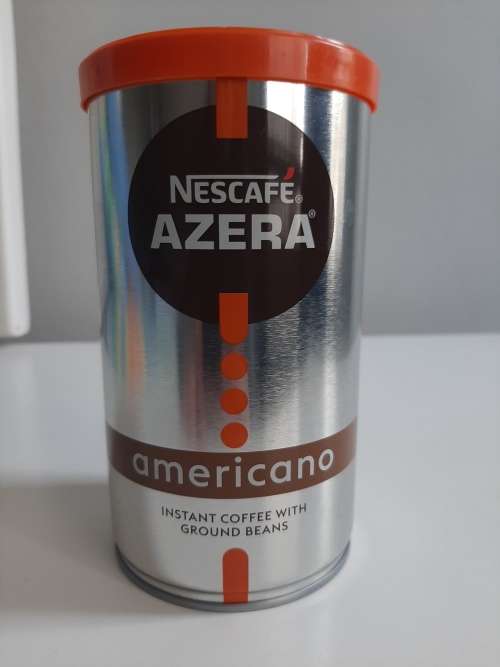 NESCAFÉ®
AZERA®
americano
INSTANT COFFEE WITH
GROUND BEANS